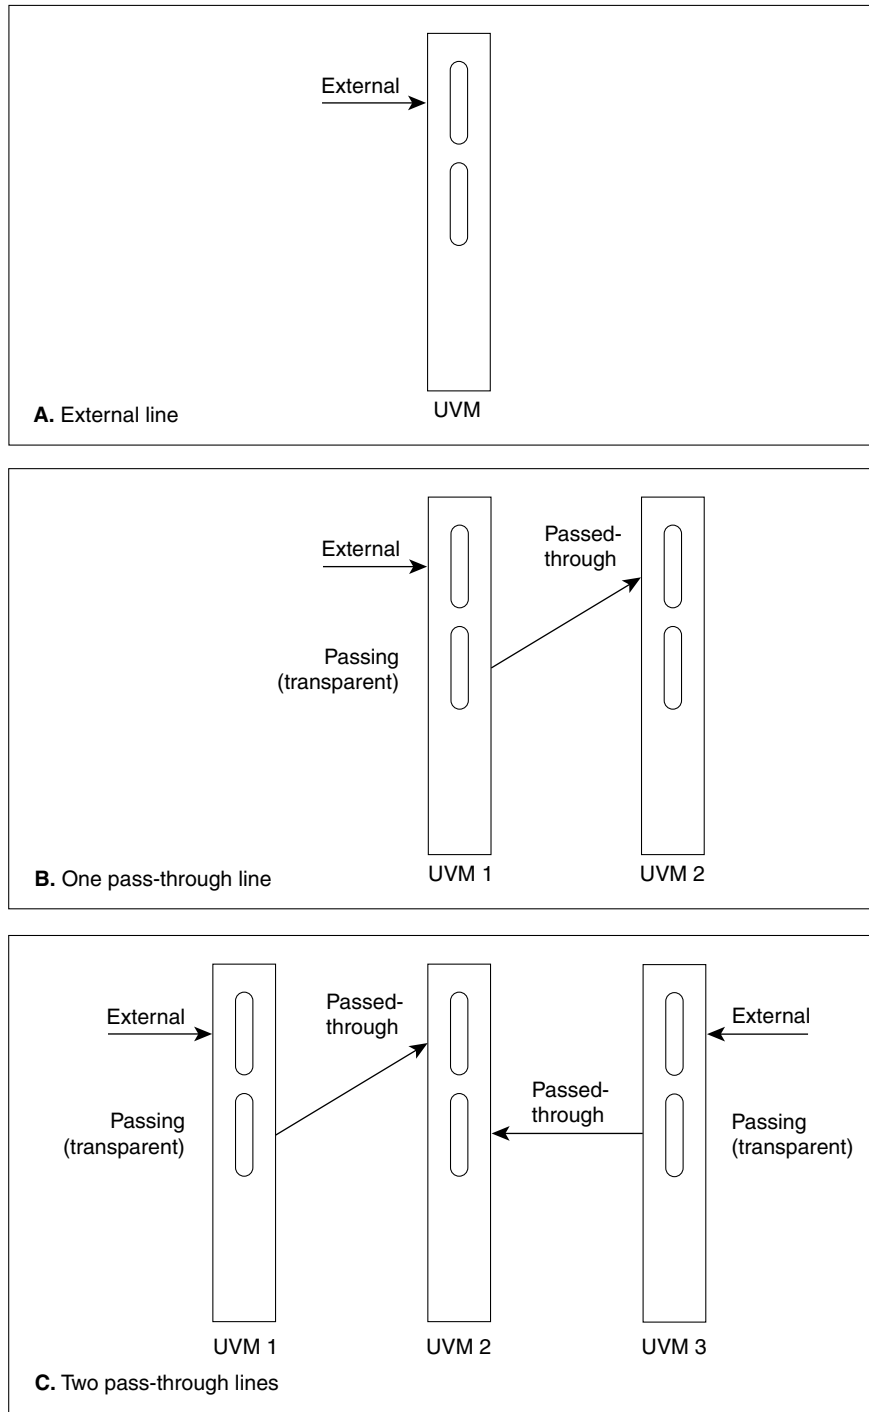 External
UVM
A. External line
External
Passed-
through
Passing
(transparent)
UVM 1
UVM 2
B. One pass-through line
External
Passed-
through
External
Passed-
through
Passing
(transparent)
Passing
(transparent)
UVM 1
UVM 2
UVM 3
C. Two pass-through lines